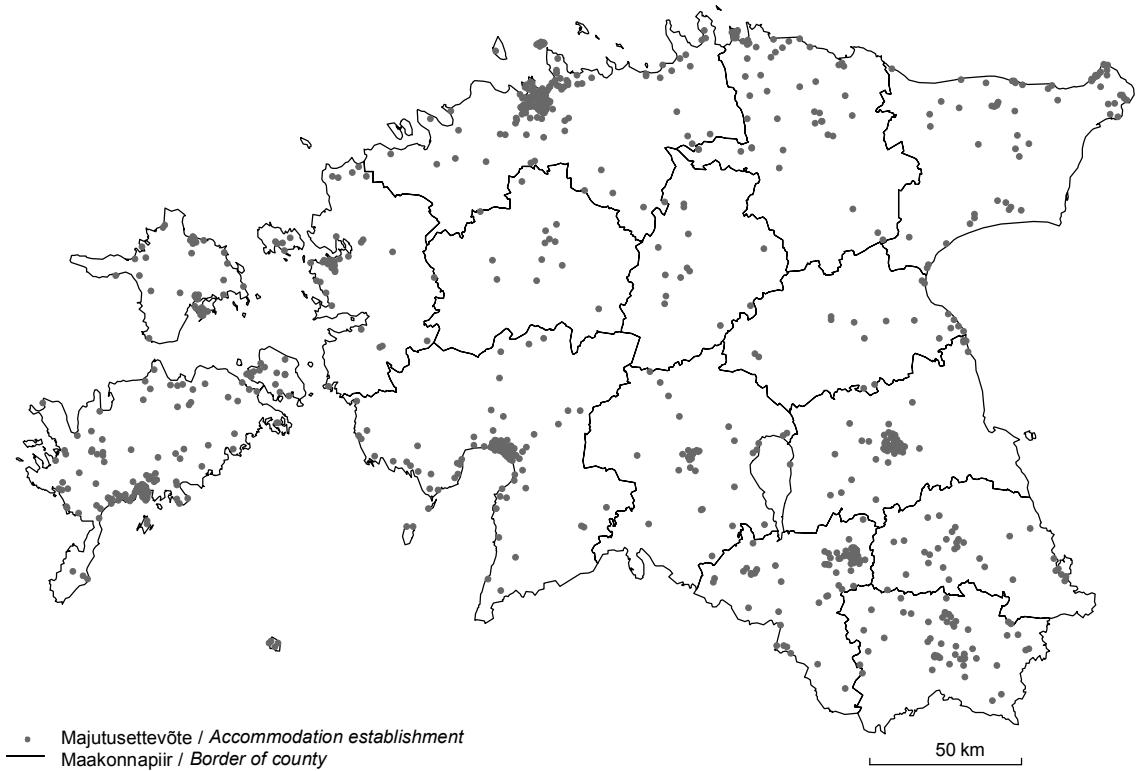 Majutusettevõte / Accommodation establishment
Maakonnapiir / Border of county
50 km